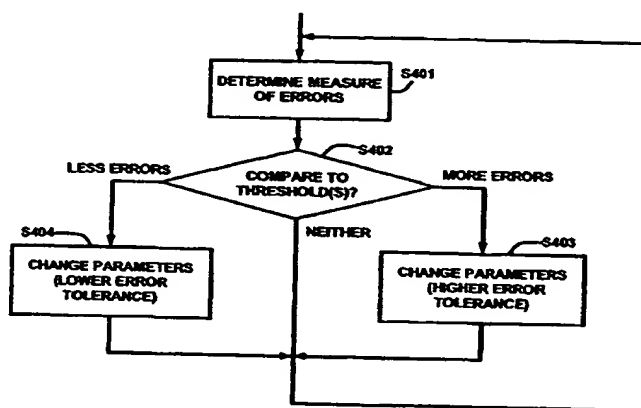 DETERMINE MEASURE
OF ERRORS
S401
S402
LESS ERRORS
COMPARE TO
THRESHOLD(S)?
MORE ERRORS
NEITHER
S404
CHANGE PARAMETERS
(LOWER ERROR
TOLERANCE)
S403
CHANGE PARAMETERS
(HIGHER ERROR
TOLERANCE)